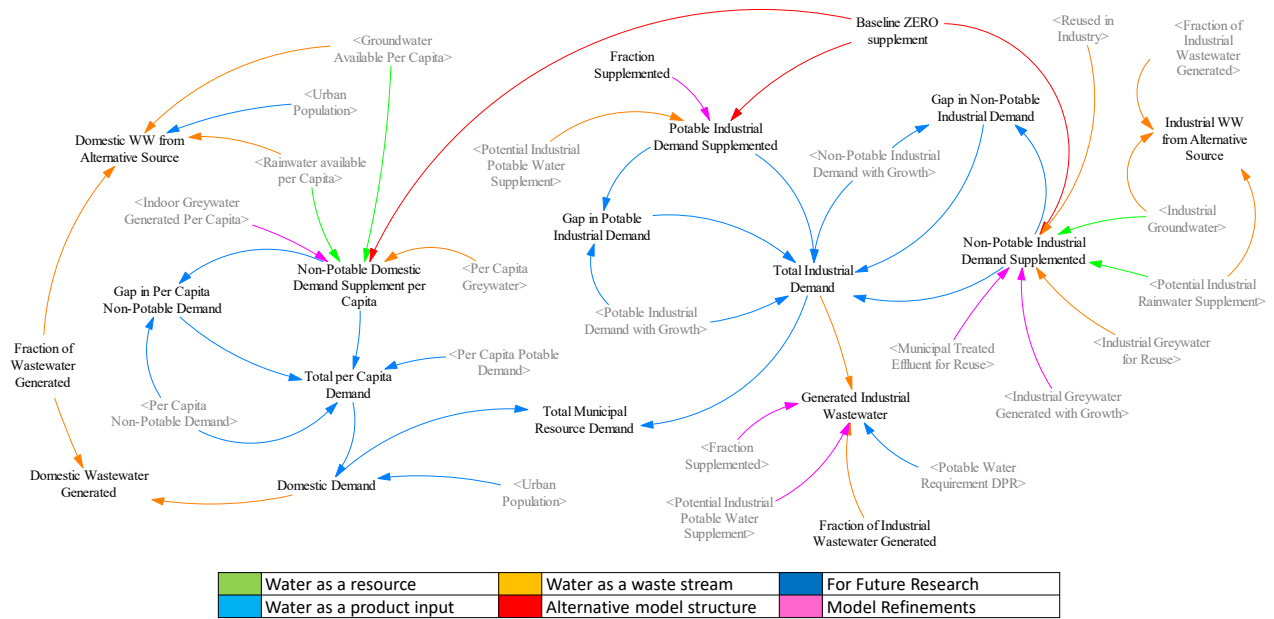 Baseline ZERO
supplement
<Reused in
Industry>
<Fraction of
Industrial
Wastewater
Generated>
<Groundwater
Available Per Capita>
Fraction
Supplemented
<Urban
Population>
Gap in Non-Potable
Industrial Demand
Domestic WW from
Alternative Source
Potable Industrial
Demand Supplemented
Industrial WW
from Alternative
Source
<Rainwater available
per Capita>
<Potential Industrial
Potable Water
Supplement>
<Non-Potable Industrial
Demand with Growth>
<Indoor Greywater
Generated Per Capita>
Gap in Potable
Industrial Demand
<Industrial
Groundwater>
Non-Potable Industrial
Demand Supplemented
Non-Potable Domestic
Demand Supplement per
Capita
<Per Capita
Greywater>
Total Industrial
Demand
<Potential Industrial
Rainwater Supplement>
Gap in Per Capita
Non-Potable Demand
<Potable Industrial
Demand with Growth>
Fraction of
Wastewater
Generated
<Per Capita Potable
Demand>
<Municipal Treated
Effluent for Reuse>
<Industrial Greywater
for Reuse>
Total per Capita
Demand
<Per Capita
Non-Potable Demand>
Total Municipal
Resource Demand
Generated Industrial
Wastewater
<Industrial Greywater
Generated with Growth>
<Fraction
Supplemented>
Domestic Wastewater
Generated
Domestic Demand
<Urban
Population>
<Potable Water
Requirement DPR>
<Potential Industrial
Potable Water
Supplement>
Fraction of Industrial
Wastewater Generated
Water as a resource
Water as a waste stream
For Future Research
Water as a product input
Alternative model structure
Model Refinements